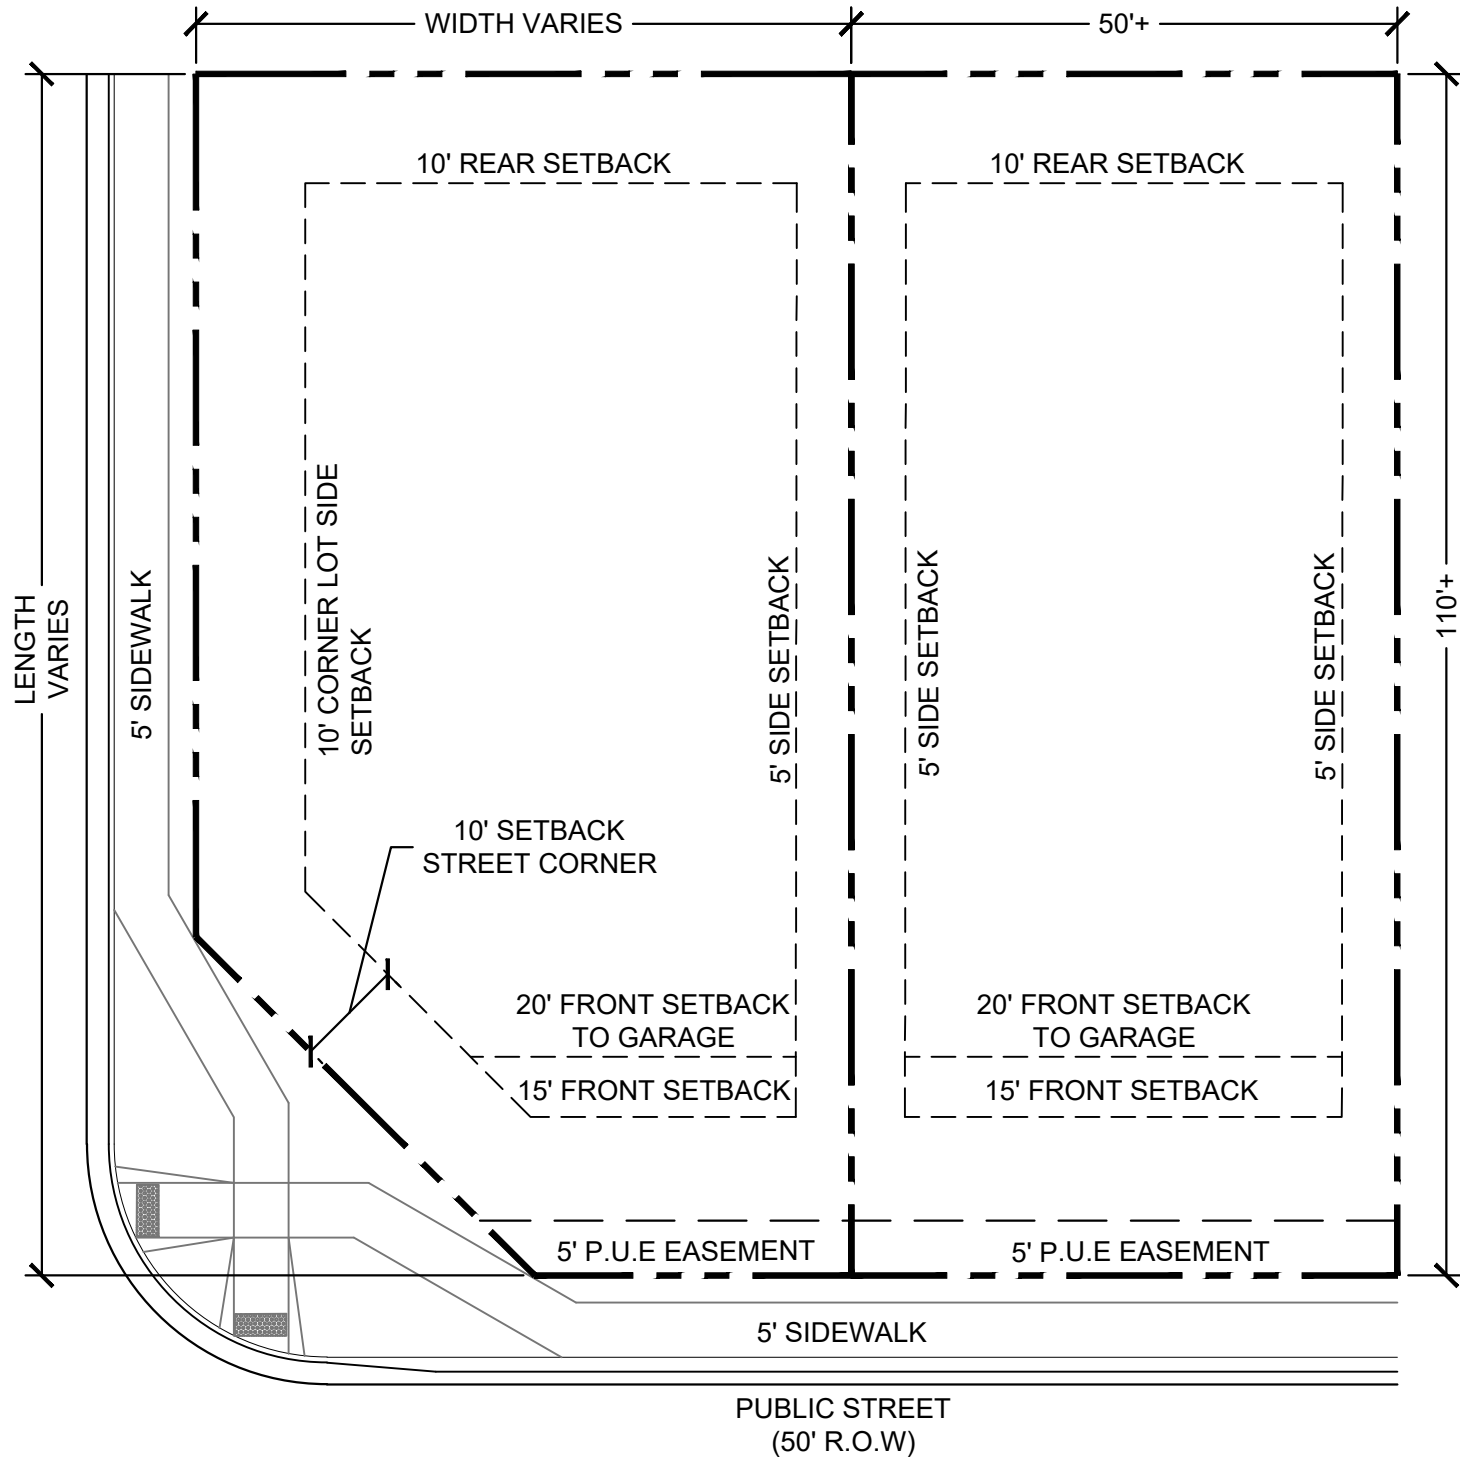 WIDTH VARIES
50'+
10' REAR SETBACK
10' REAR SETBACK
LENGTH
VARIES
5' SIDEWALK
10' CORNER LOT SIDE
SETBACK
5' SIDE SETBACK
5' SIDE SETBACK
5' SIDE SETBACK
110'+
10' SETBACK
STREET CORNER
20' FRONT SETBACK
TO GARAGE
15' FRONT SETBACK
20' FRONT SETBACK
TO GARAGE
15' FRONT SETBACK
5' P.U.E EASEMENT
5' P.U.E EASEMENT
5' SIDEWALK
PUBLIC STREET
(50' R.O.W)